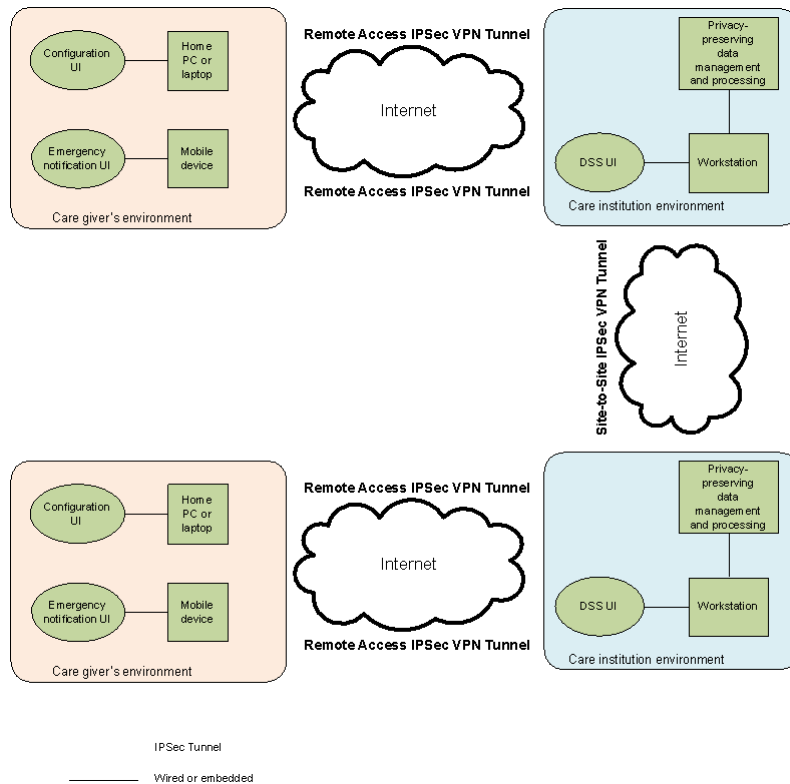 Remote Access IPSec VPN Tunnel
Configuration
UI
Home
PC or
laptop
Internet
Privacy-
preserving
data
management
and processing
Emergency
notification UI
Mobile
device
DSS UI
Workstation
Remote Access IPSec VPN Tunnel
Care giver's environment
Care institution environment
Site-to-Site IPSec VPN Tunnel
Internet
Remote Access IPSec VPN Tunnel
Configuration
UI
Home
PC or
laptop
Internet
Privacy-
preserving
data
management
and processing
Emergency
notification UI
Mobile
device
DSS UI
Workstation
Remote Access IPSec VPN Tunnel
Care giver's environment
Care institution environment
IPSec Tunnel
Wired or embedded